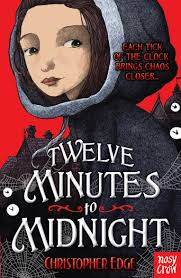 EACH TICK
OF THE CLOCK
BRINGS CHAOS
CLOSER...
TWELVE
MINUTES
to
MIDNIGHT
CHRISTOPHER EDGE
nosy
crow